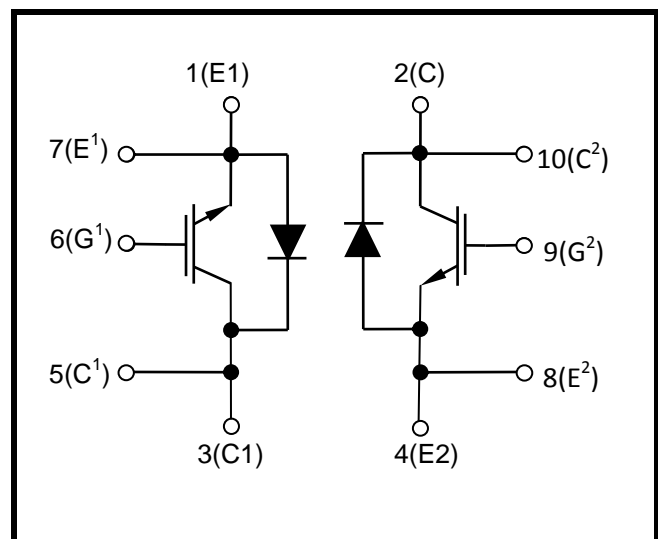 1(E1)
2(C)
7(E¹)
10(C²)
6(G¹)
9(G²)
5(C¹)
8(E²)
3(C1)
4(E2)